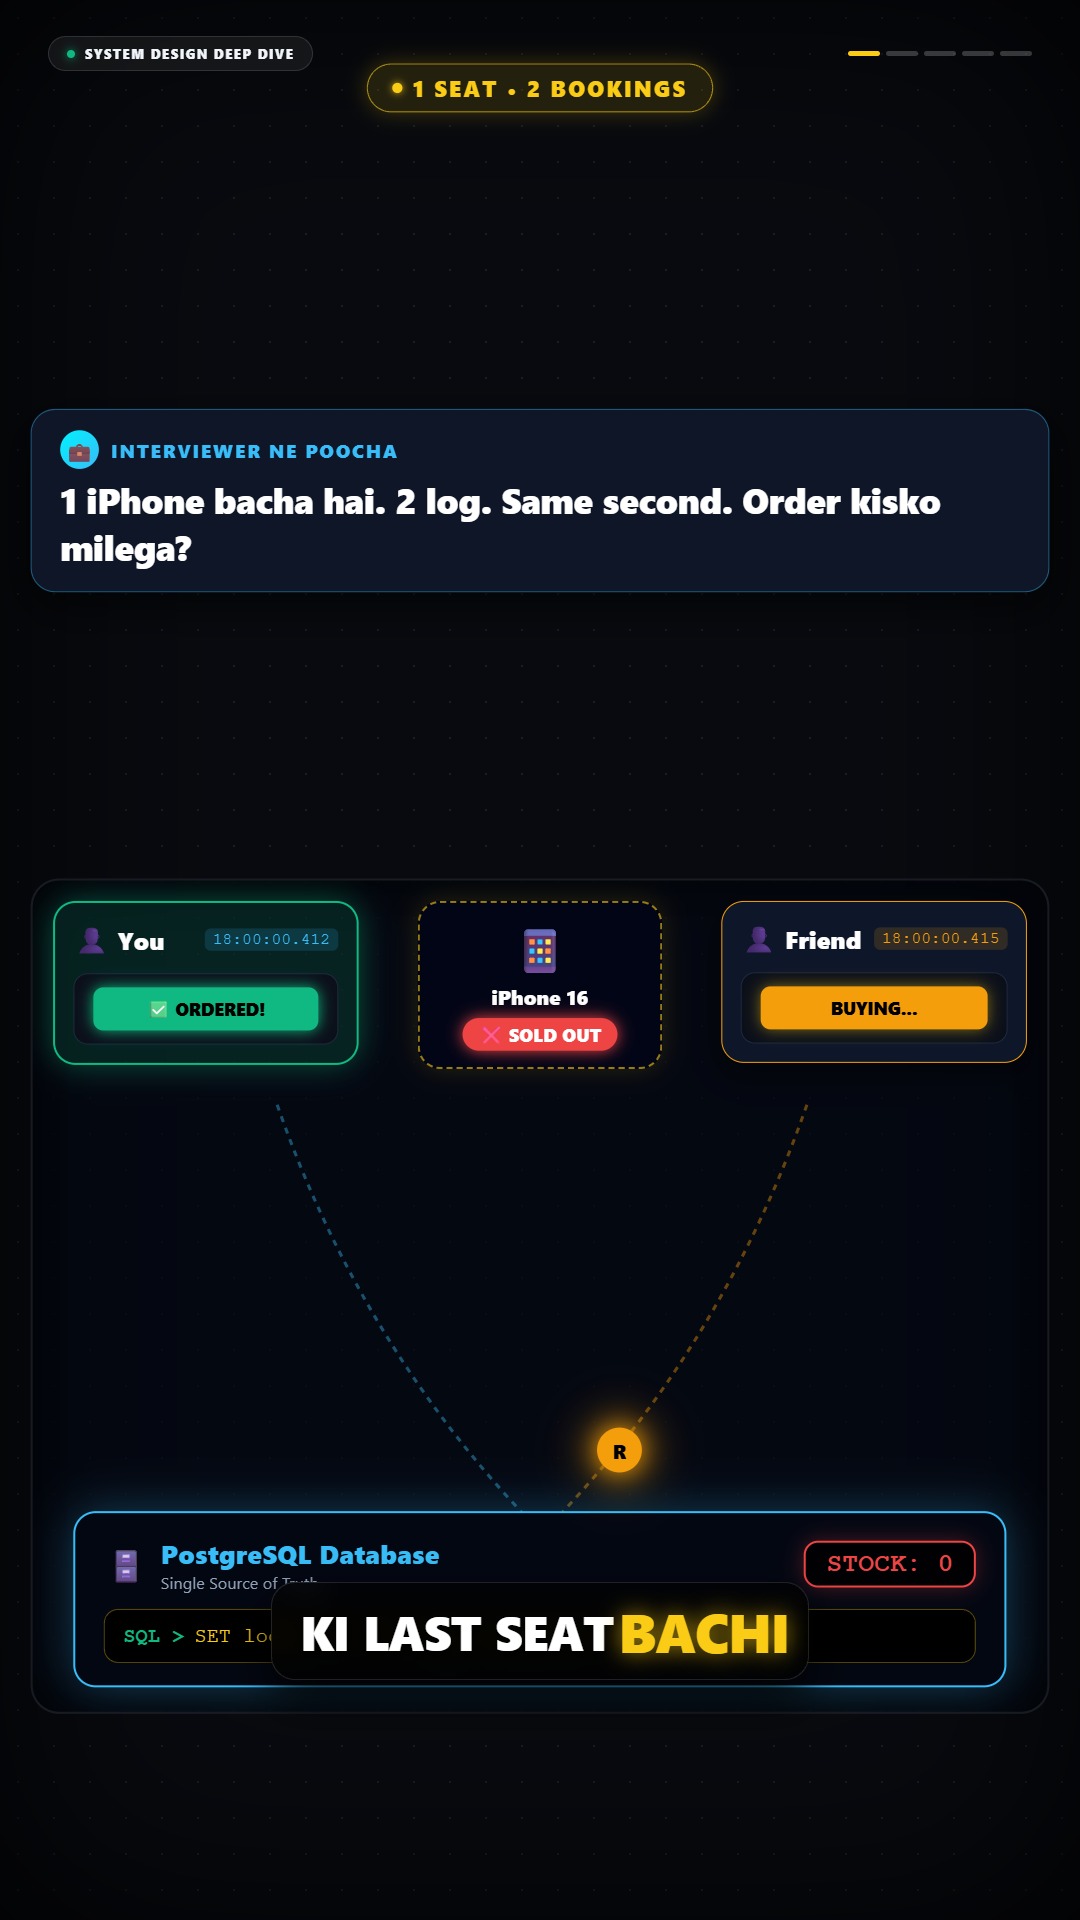 SYSTEM DESIGN DEEP DIVE
1 SEAT • 2 BOOKINGS
INTERVIEWER NE POOCHA
1 iPhone bacha hai. 2 log. Same second. Order kisko
milega?
You 18:00:00.412
✅ ORDERED!
iPhone 16
❌ SOLD OUT
Friend 18:00:00.415
BUYING...
R
PostgreSQL Database
Single Source of Truth
STOCK: 0
SQL > SET
KI LAST SEAT BACHI